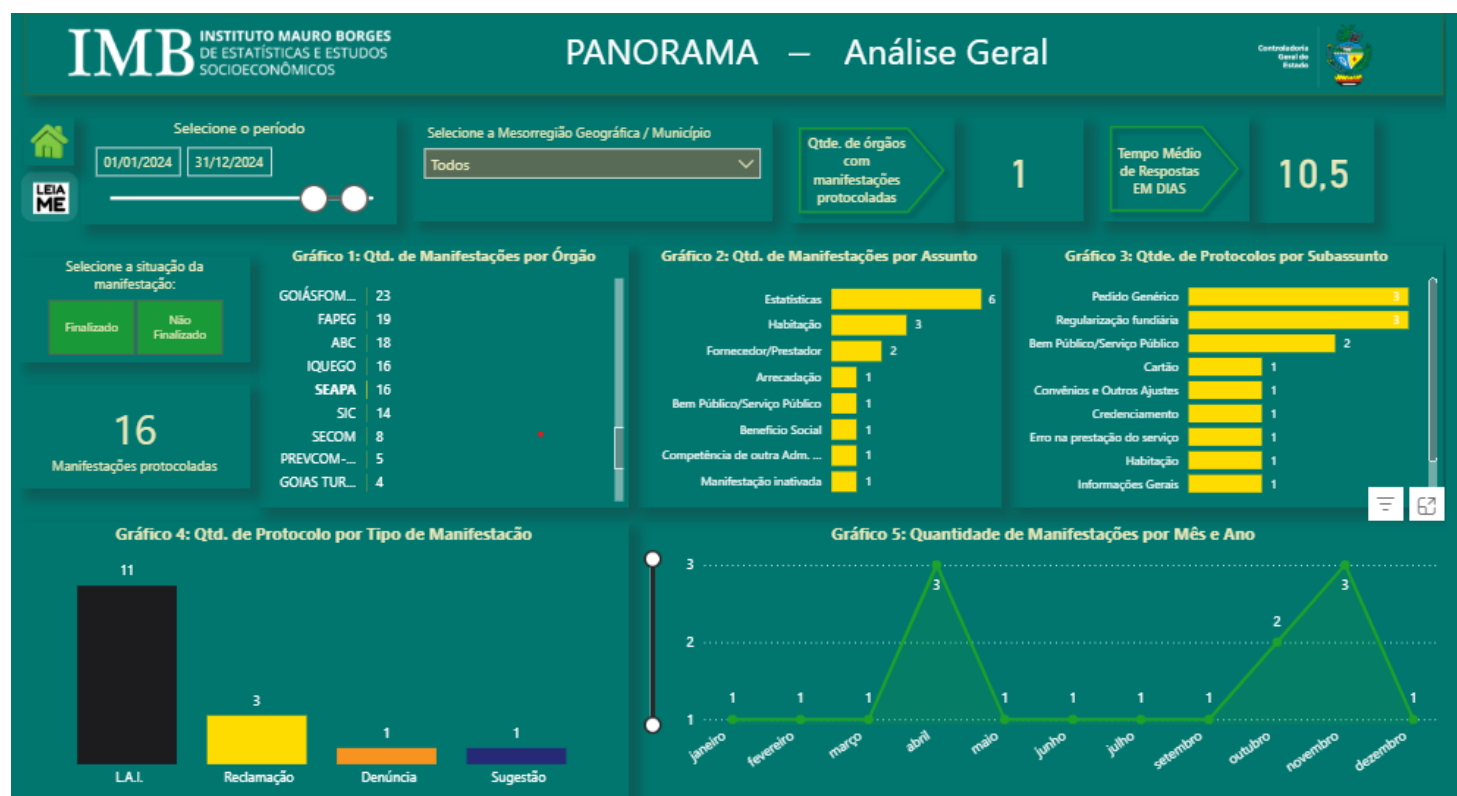 IMB
INSTITUTO MAURO BORGES
DE ESTATÍSTICAS E ESTUDOS
SOCIOECONÔMICOS
PANORAMA — Análise Geral
Controladoria
Geral do
Estado
Selecione o período
01/01/2024 31/12/2024
LEIA
ME
Selecione a Mesorregião Geográfica / Município
Todos
Qtde. de órgãos
com
manifestações
protocoladas
1
Tempo Médio
de Respostas
EM DIAS
10,5
Selecione a situação da
manifestação:
Finalizado
Não
Finalizado
16
Manifestações protocoladas
Gráfico 1: Qtd. de Manifestações por Órgão
GOIÁSFOM... 23
FAPEG 19
ABC 18
IQUEGO 16
SEAPA 16
SIC 14
SECOM 8
PREVCOM-... 5
GOIAS TUR... 4
Gráfico 2: Qtd. de Manifestações por Assunto
Estatísticas 6
Habitação 3
Fornecedor/Prestador 2
Arrecadação 1
Bem Público/Serviço Público 1
Benefício Social 1
Competência de outra Adm. ... 1
Manifestação inativada 1
Gráfico 3: Qtde. de Protocolos por Subassunto
Pedido Genérico 3
Regularização fundiária 3
Bem Público/Serviço Público 2
Cartão 1
Convênios e Outros Ajustes 1
Credenciamento 1
Erro na prestação do serviço 1
Habitação 1
Informações Gerais 1
Gráfico 4: Qtd. de Protocolo por Tipo de Manifestacão
11
3
1
1
L.A.I. Reclamação Denúncia Sugestão
Gráfico 5: Quantidade de Manifestações por Mês e Ano
3
2
1
1 1 1 3 1 1 1 1 2 3 1
janeiro fevereiro março abril maio junho julho setembro outubro novembro dezembro